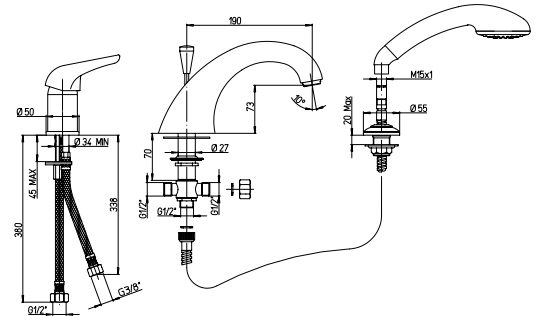 190
M15x1
10°
73
20 Max
Ø 55
Ø 50
Ø 34 MIN
Ø 27
45 MAX
70
338
380
G1/2"
G1/2"
G1/2"
G3/8"
G1/2"